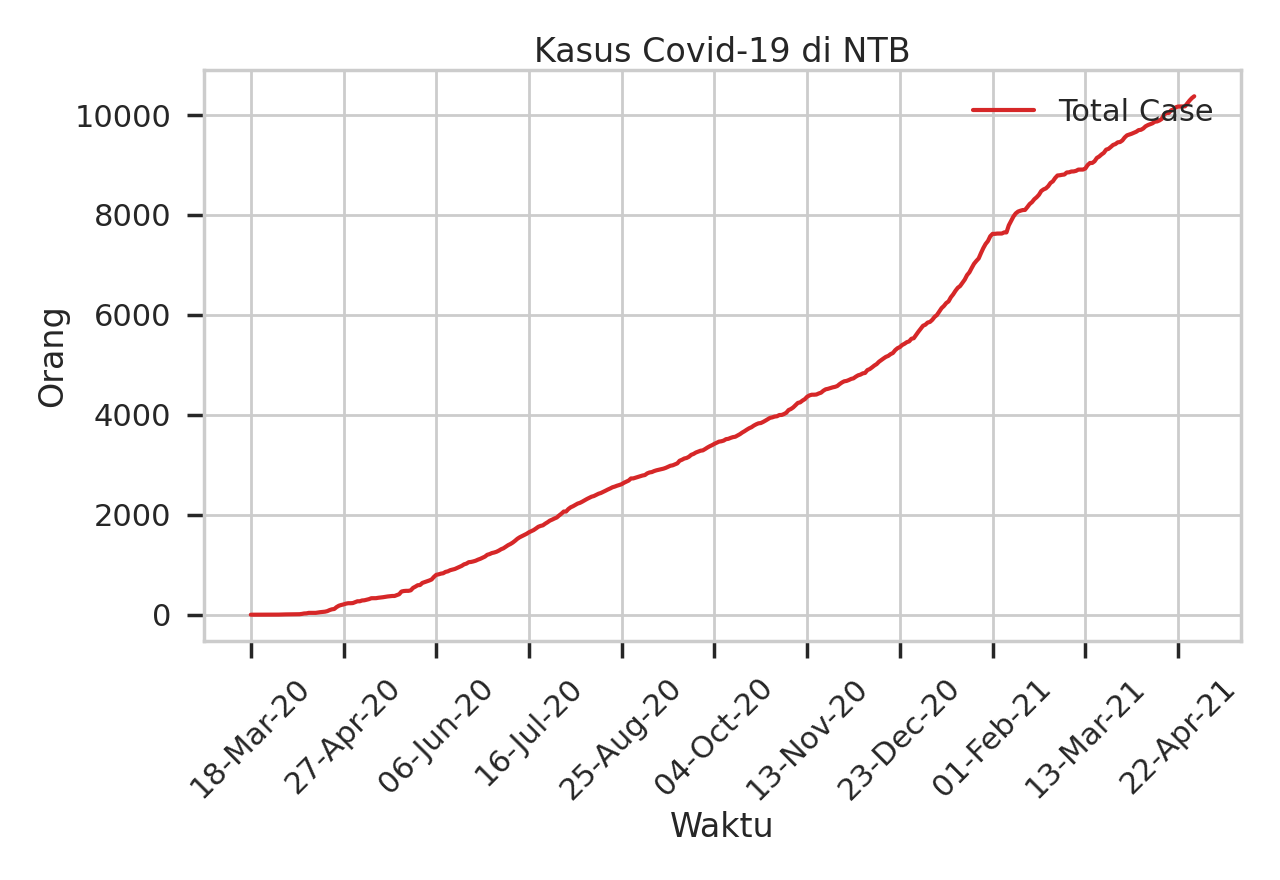 Kasus Covid-19 di NTB
Total Case
Orang
10000
8000
6000
4000
2000
0
18-Mar-20
27-Apr-20
06-Jun-20
16-Jul-20
25-Aug-20
04-Oct-20
13-Nov-20
23-Dec-20
01-Feb-21
13-Mar-21
22-Apr-21
Waktu